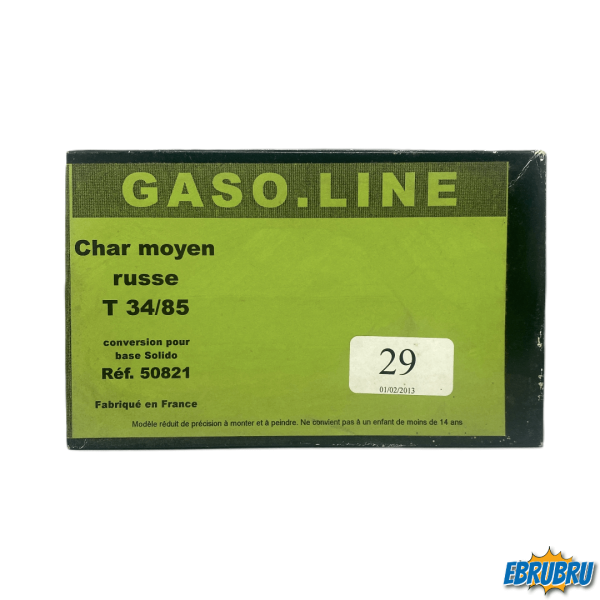 GASO.LINE
Char moyen
russe
T 34/85
conversion pour
base Solido
Réf. 50821
Fabriqué en France
29
01/02/2013
Modèle réduit de précision à monter et à peindre. Ne convient pas à un enfant de moins de 14 ans
EBRUBRU